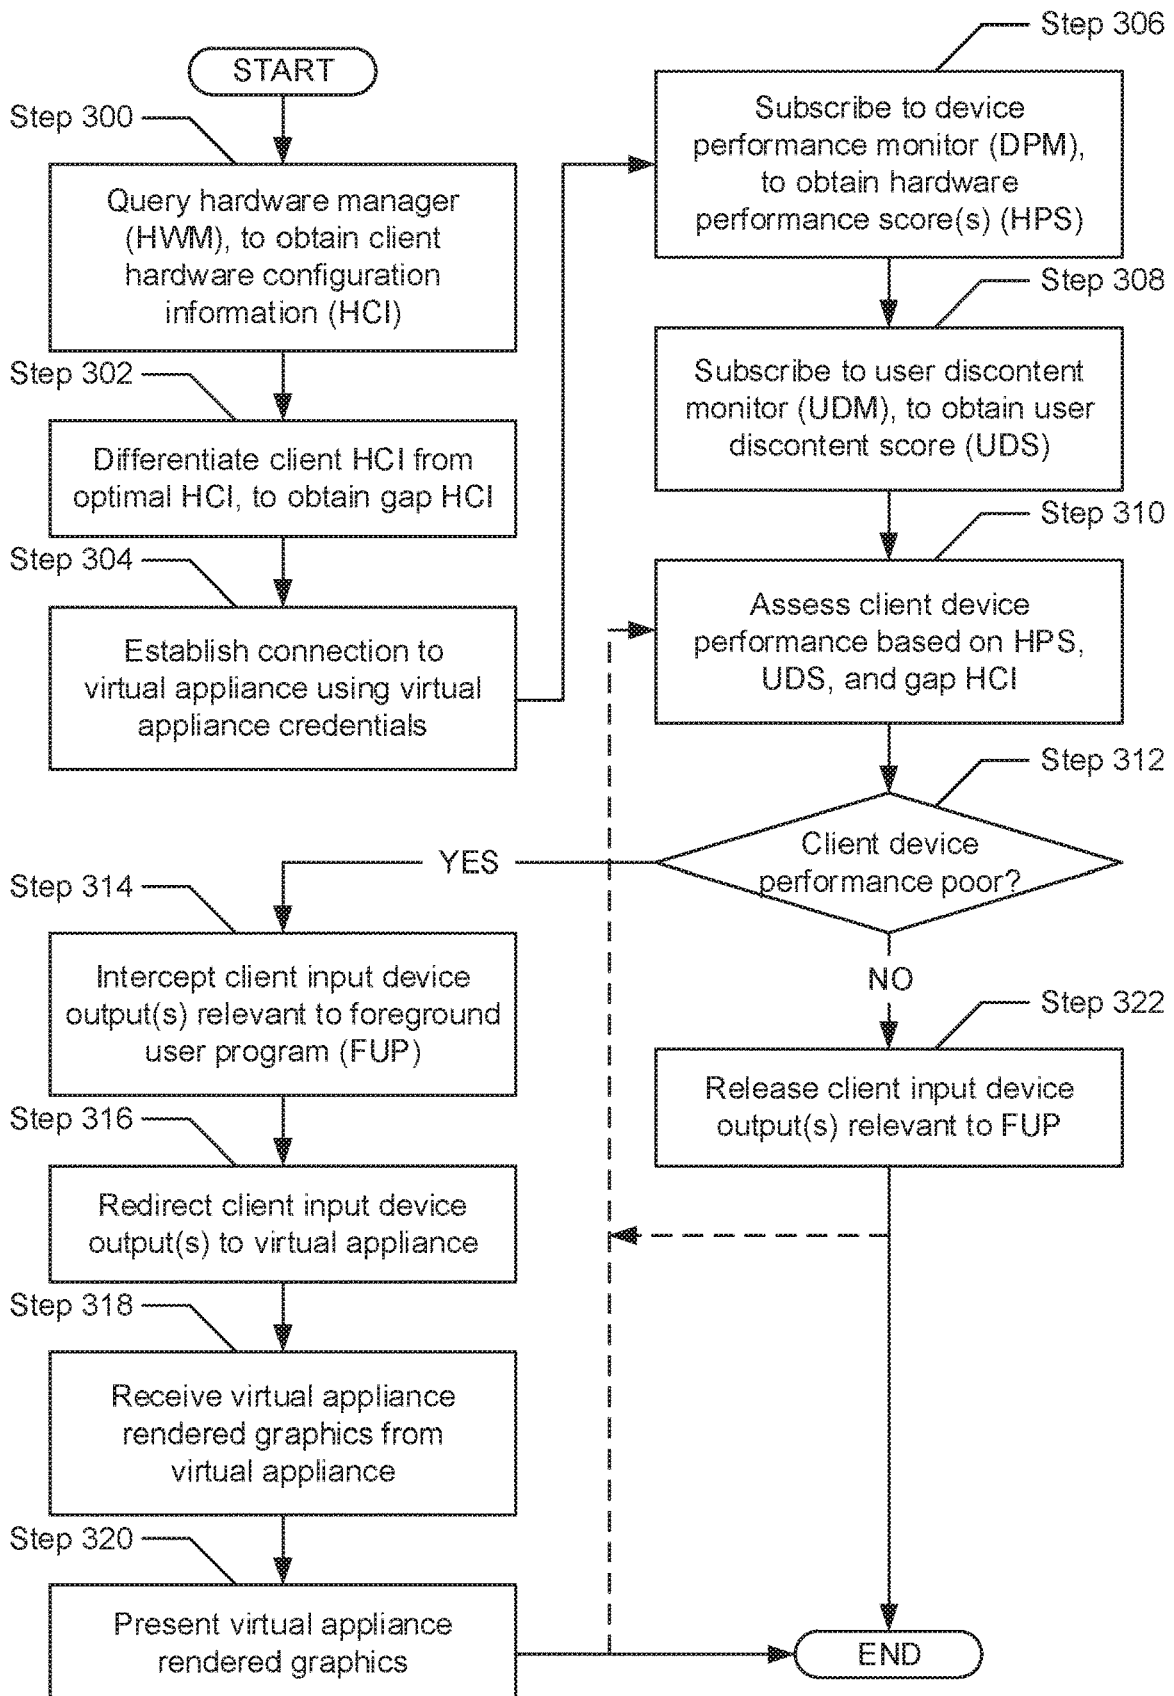 START
Step 300
Query hardware manager
(HWM), to obtain client
hardware configuration
information (HCI)
Step 302
Differentiate client HCI from
optimal HCI, to obtain gap HCI
Step 304
Establish connection to
virtual appliance using virtual
appliance credentials
Step 306
Subscribe to device
performance monitor (DPM),
to obtain hardware
performance score(s) (HPS)
Step 308
Subscribe to user discontent
monitor (UDM), to obtain user
discontent score (UDS)
Step 310
Assess client device
performance based on HPS,
UDS, and gap HCI
Step 312
Client device
performance poor?
YES
Step 314
Intercept client input device
output(s) relevant to foreground
user program (FUP)
Step 316
Redirect client input device
output(s) to virtual appliance
Step 318
Receive virtual appliance
rendered graphics from
virtual appliance
Step 320
Present virtual appliance
rendered graphics
NO
Step 322
Release client input device
output(s) relevant to FUP
END